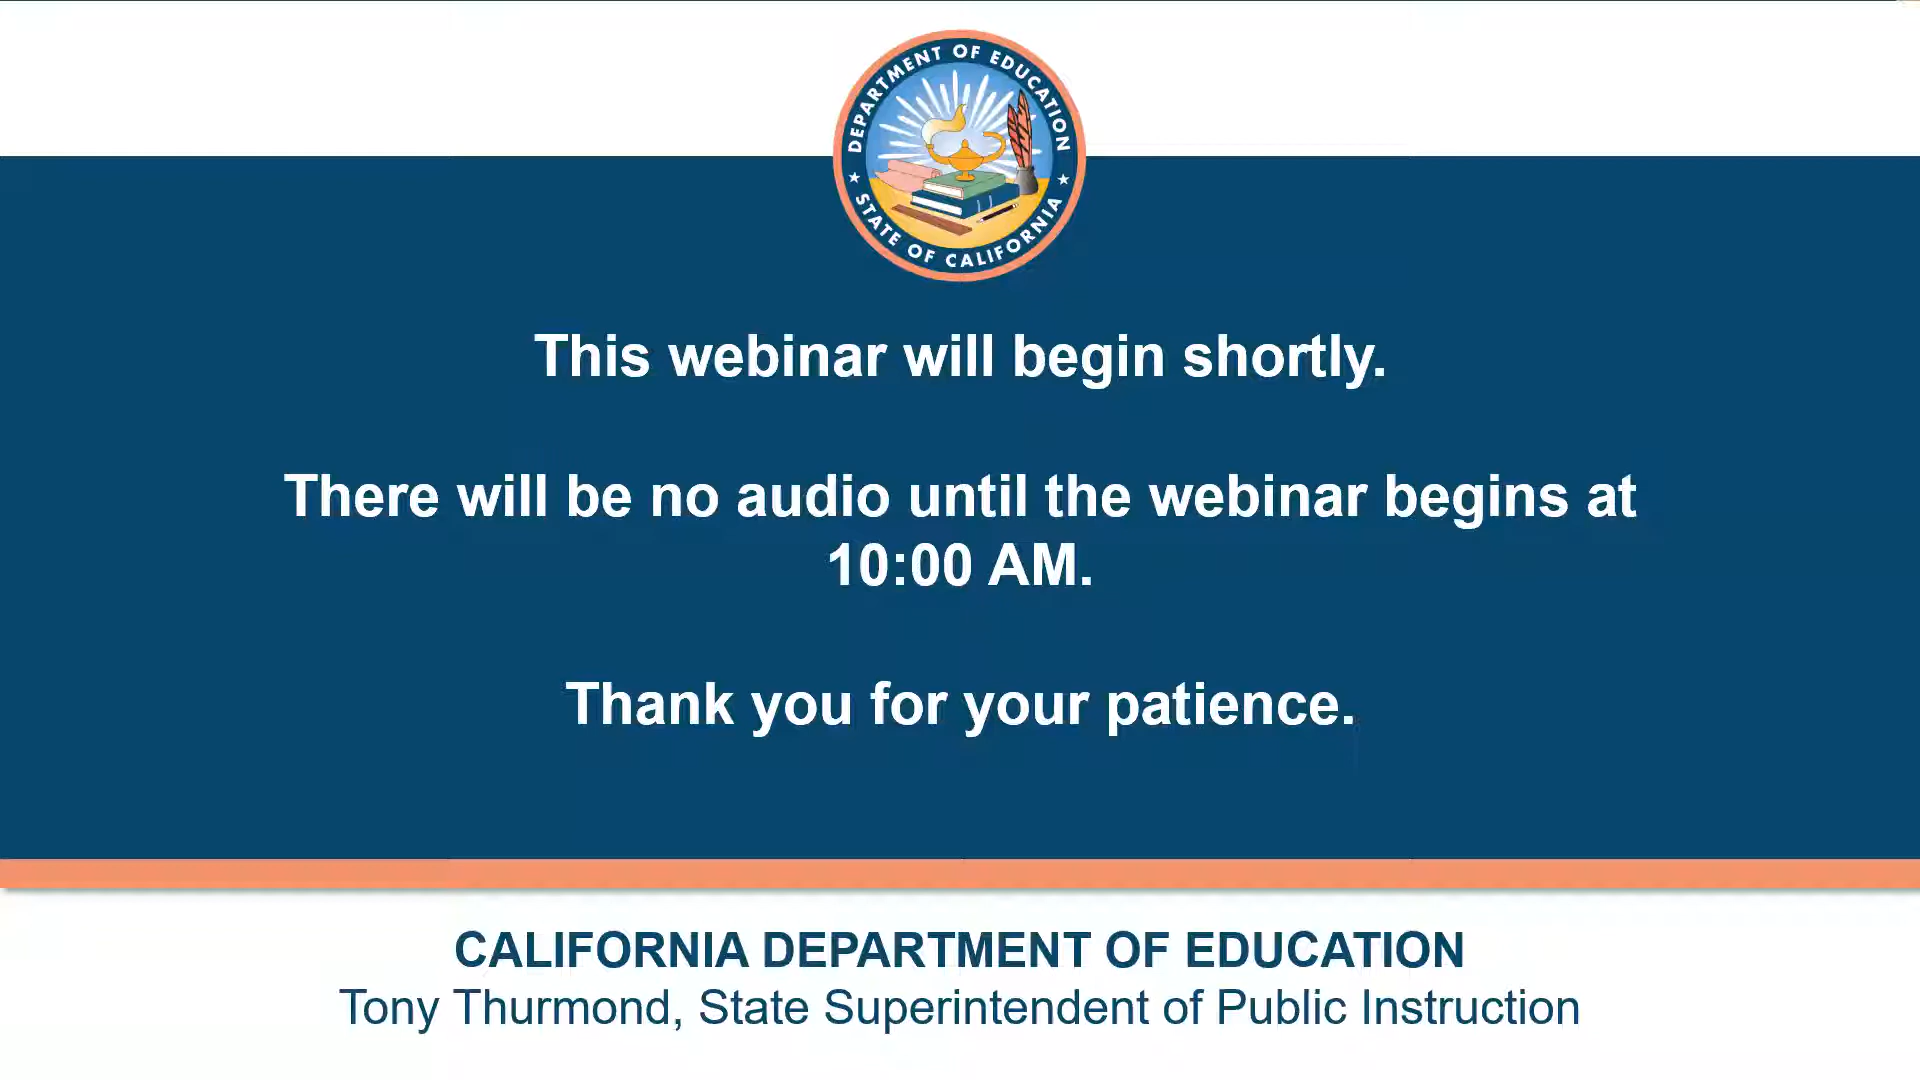 DEPARTMENT OF EDUCATION
STATE OF CALIFORNIA
This webinar will begin shortly.
There will be no audio until the webinar begins at
10:00 AM.
Thank you for your patience.
CALIFORNIA DEPARTMENT OF EDUCATION
Tony Thurmond, State Superintendent of Public Instruction